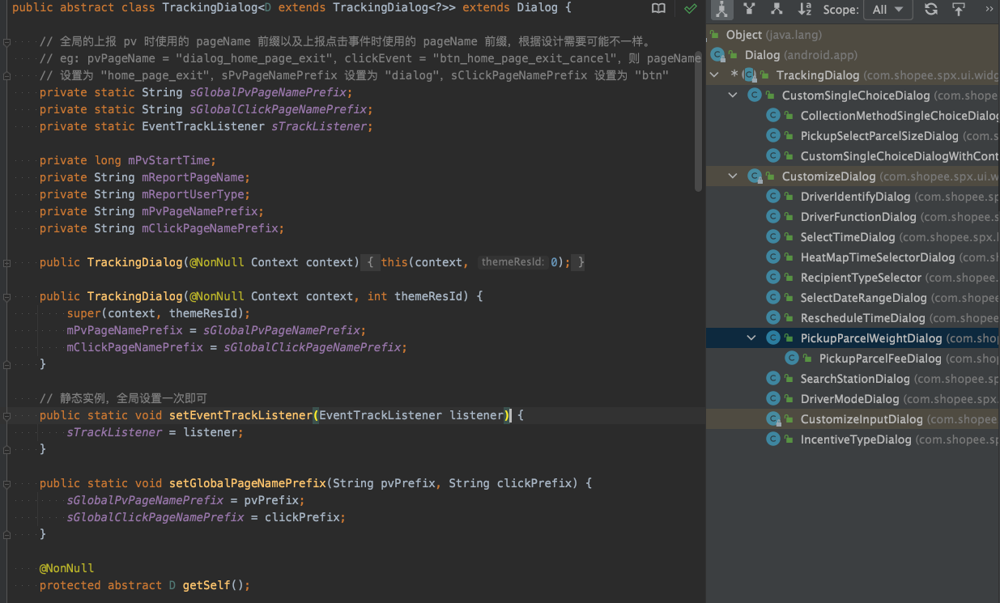 public abstract class TrackingDialog<D extends TrackingDialog<?>> extends Dialog {
// 全局的上报 pv 时使用的 pageName 前缀以及上报点击事件时使用的 pageName 前缀，根据设计需要可能不一样。
// eg: pvPageName = "dialog_home_page_exit", clickEvent = "btn_home_page_exit_cancel", 则 pageName
// 设置为 "home_page_exit", sPvPageNamePrefix 设置为 "dialog", sClickPageNamePrefix 设置为 "btn"
private static String sGlobalPvPageNamePrefix;
private static String sGlobalClickPageNamePrefix;
private static EventTrackListener sTrackListener;
private long mPvStartTime;
private String mReportPageName;
private String mReportUserType;
private String mPvPageNamePrefix;
private String mClickPageNamePrefix;
public TrackingDialog(@NonNull Context context) { this(context, themeResId: 0); }
public TrackingDialog(@NonNull Context context, int themeResId) {
super(context, themeResId);
mPvPageNamePrefix = sGlobalPvPageNamePrefix;
mClickPageNamePrefix = sGlobalClickPageNamePrefix;
}
// 静态实例，全局设置一次即可
public static void setEventTrackListener(EventTrackListener listener) {
sTrackListener = listener;
}
public static void setGlobalPageNamePrefix(String pvPrefix, String clickPrefix) {
sGlobalPvPageNamePrefix = pvPrefix;
sGlobalClickPageNamePrefix = clickPrefix;
}
@NonNull
protected abstract D getSelf();
Scope: All
Object (java.lang)
Dialog (android.app)
* TrackingDialog (com.shopee.spx.ui.widg
CustomSingleChoiceDialog (com.shope
CollectionMethodSingleChoiceDialog
PickupSelectParcelSizeDialog (com.s
CustomSingleChoiceDialogWithCont
CustomizeDialog (com.shopee.spx.ui.w
DriverIdentifyDialog (com.shopee.sp
DriverFunctionDialog (com.shopee.s
SelectTimeDialog (com.shopee.spx.l
HeatMapTimeSelectorDialog (com.sh
RecipientTypeSelector (com.shopee.
SelectDateRangeDialog (com.shopee
RescheduleTimeDialog (com.shopee
PickupParcelWeightDialog (com.sho
PickupParcelFeeDialog (com.shop
SearchStationDialog (com.shopee.sp
DriverModeDialog (com.shopee.spx.
CustomizeInputDialog (com.shopee
IncentiveTypeDialog (com.shopee.sp